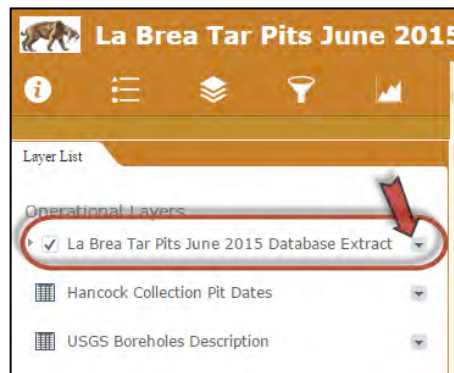 La Brea Tar Pits June 2015
Layer List
Operational Layers
La Brea Tar Pits June 2015 Database Extract
Hancock Collection Pit Dates
USGS Boreholes Description